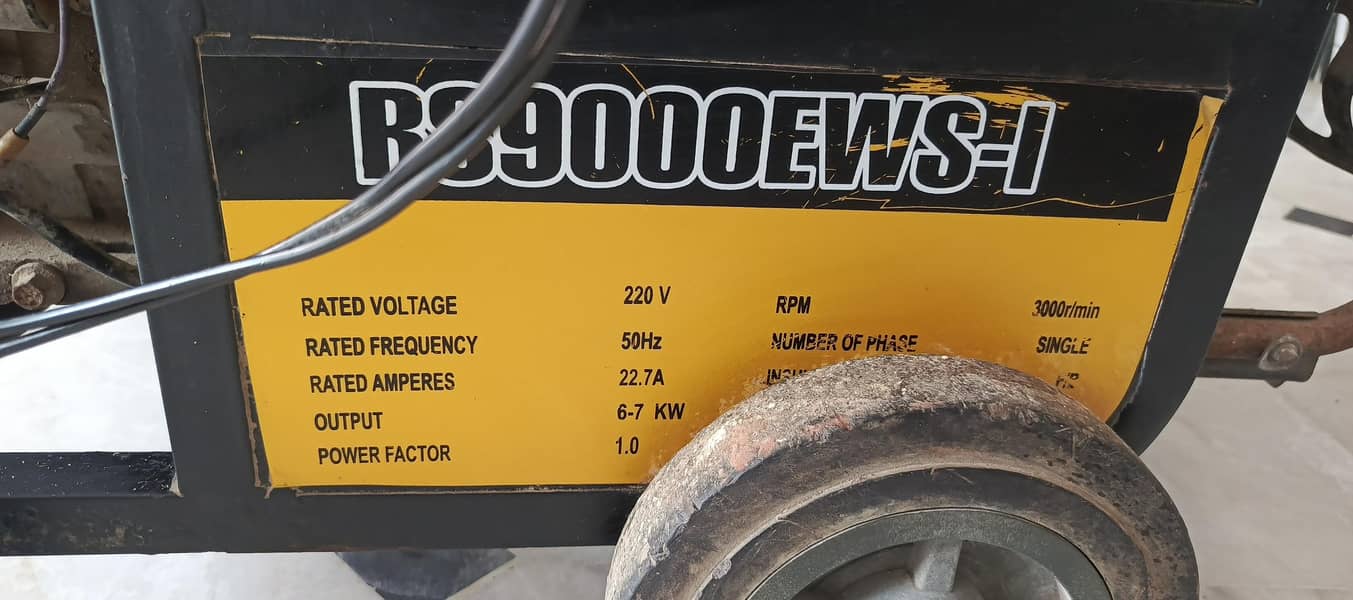 RS9000EWS-I
RATED VOLTAGE 220 V
RATED FREQUENCY 50Hz
RATED AMPERES 22.7A
OUTPUT 6-7 KW
POWER FACTOR 1.0
RPM 3000r/min
NUMBER OF PHASE SINGLE